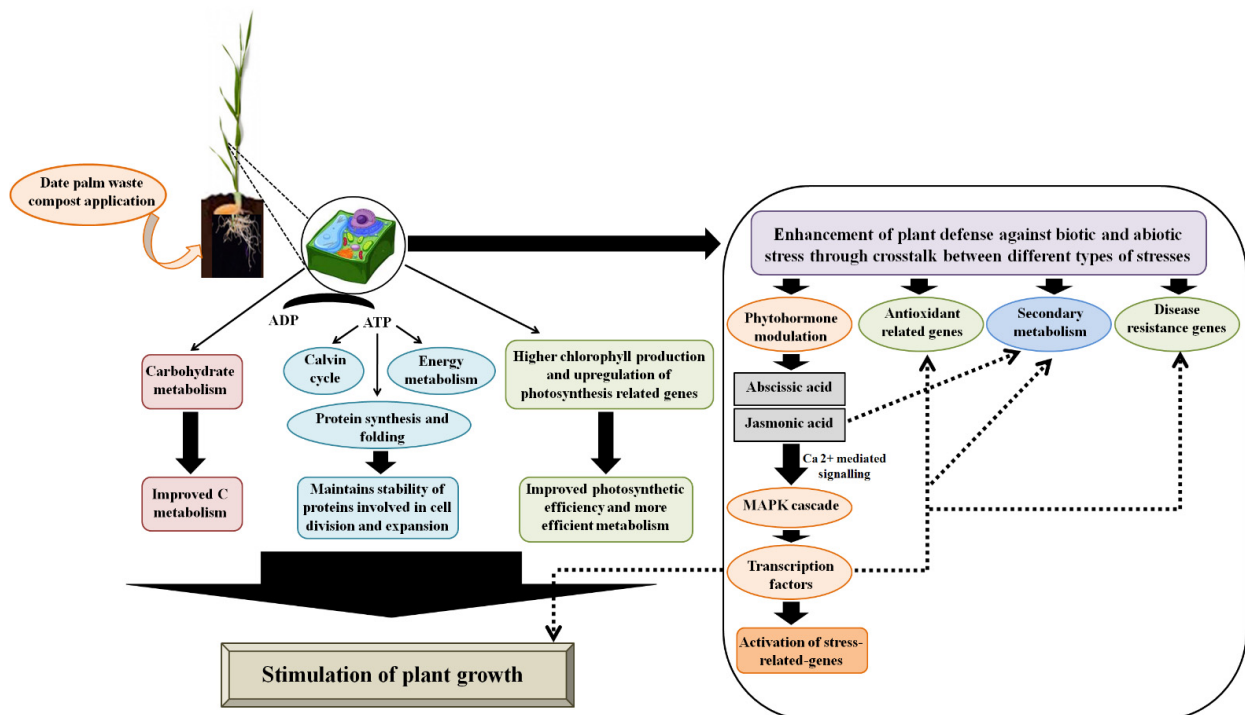 Date palm waste
compost application
ADP
ATP
Calvin
cycle
Energy
metabolism
Carbohydrate
metabolism
Protein synthesis and
folding
Higher chlorophyll production
and upregulation of
photosynthesis related genes
Improved C
metabolism
Maintains stability of
proteins involved in cell
division and expansion
Improved photosynthetic
efficiency and more
efficient metabolism
Stimulation of plant growth
Enhancement of plant defense against biotic and abiotic
stress through crosstalk between different types of stresses
Phytohormone
modulation
Antioxidant
related genes
Secondary
metabolism
Disease
resistance genes
Abscissic acid
Jasmonic acid
Ca 2+ mediated
signalling
MAPK cascade
Transcription
factors
Activation of stress-
related-genes